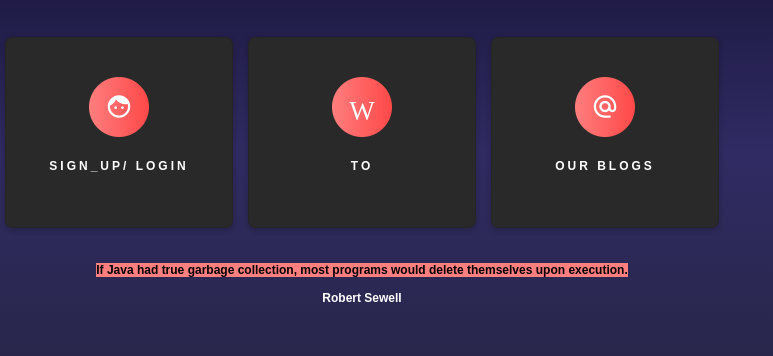 W
SIGN_UP/ LOGIN
TO
OUR BLOGS
If Java had true garbage collection, most programs would delete themselves upon execution.
Robert Sewell